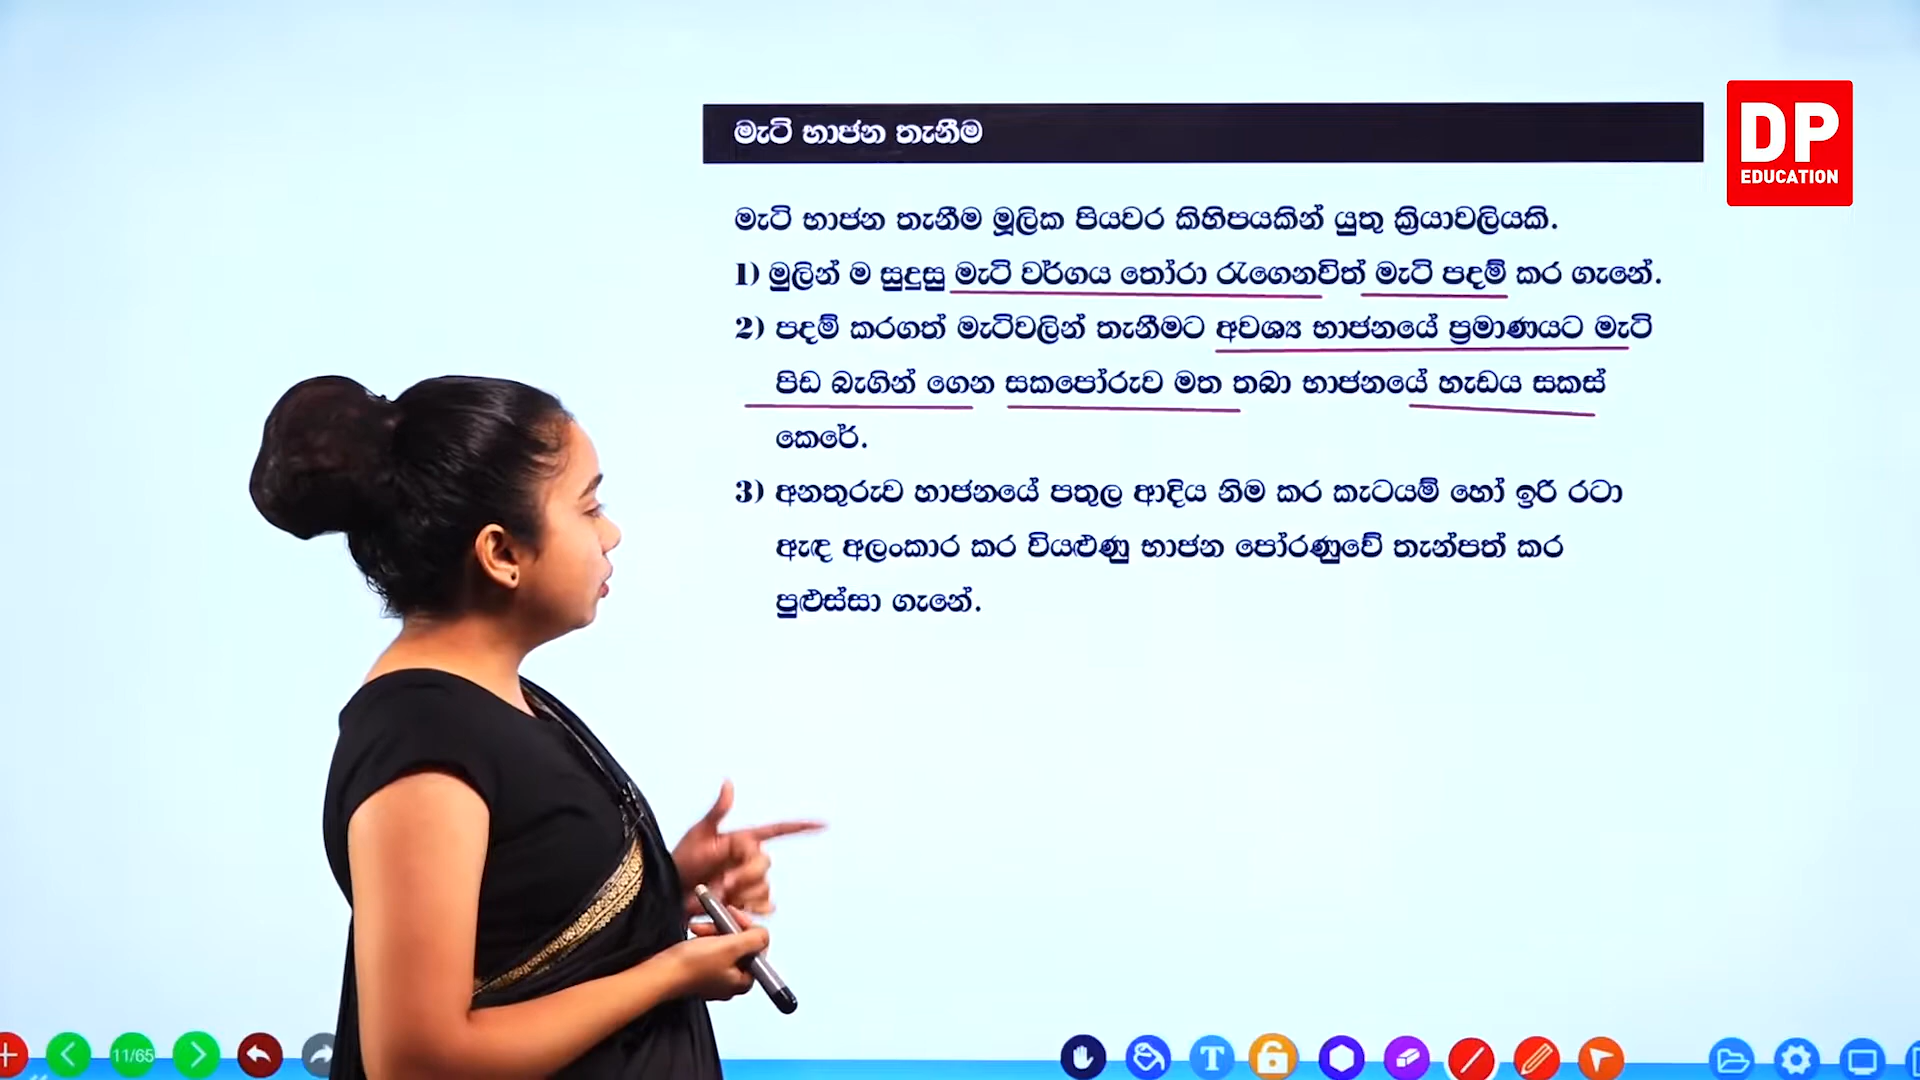 මැටි භාජන තැනීම
DP
EDUCATION
මැටි භාජන තැනීම මූලික පියවර කිහිපයකින් යුතු ක්‍රියාවලියකි.
1) මුලින් ම සුදුසු මැටි වර්ගය තෝරා රැගෙනවිත් මැටි පදම් කර ගැනේ.
2) පදම් කරගත් මැටිවලින් තැනීමට අවශ්‍ය භාජනයේ ප්‍රමාණයට මැටි
පිඩ බැගින් ගෙන සකපෝරුව මත තබා භාජනයේ හැඩය සකස්
කෙරේ.
3) අනතුරුව භාජනයේ පතුල ආදිය නිම කර කැටයම් හෝ ඉරි රටා
ඇඳ අලංකාර කර වියළුණු භාජන පෝරණුවේ තැන්පත් කර
පුළුස්සා ගැනේ.
11/65
T